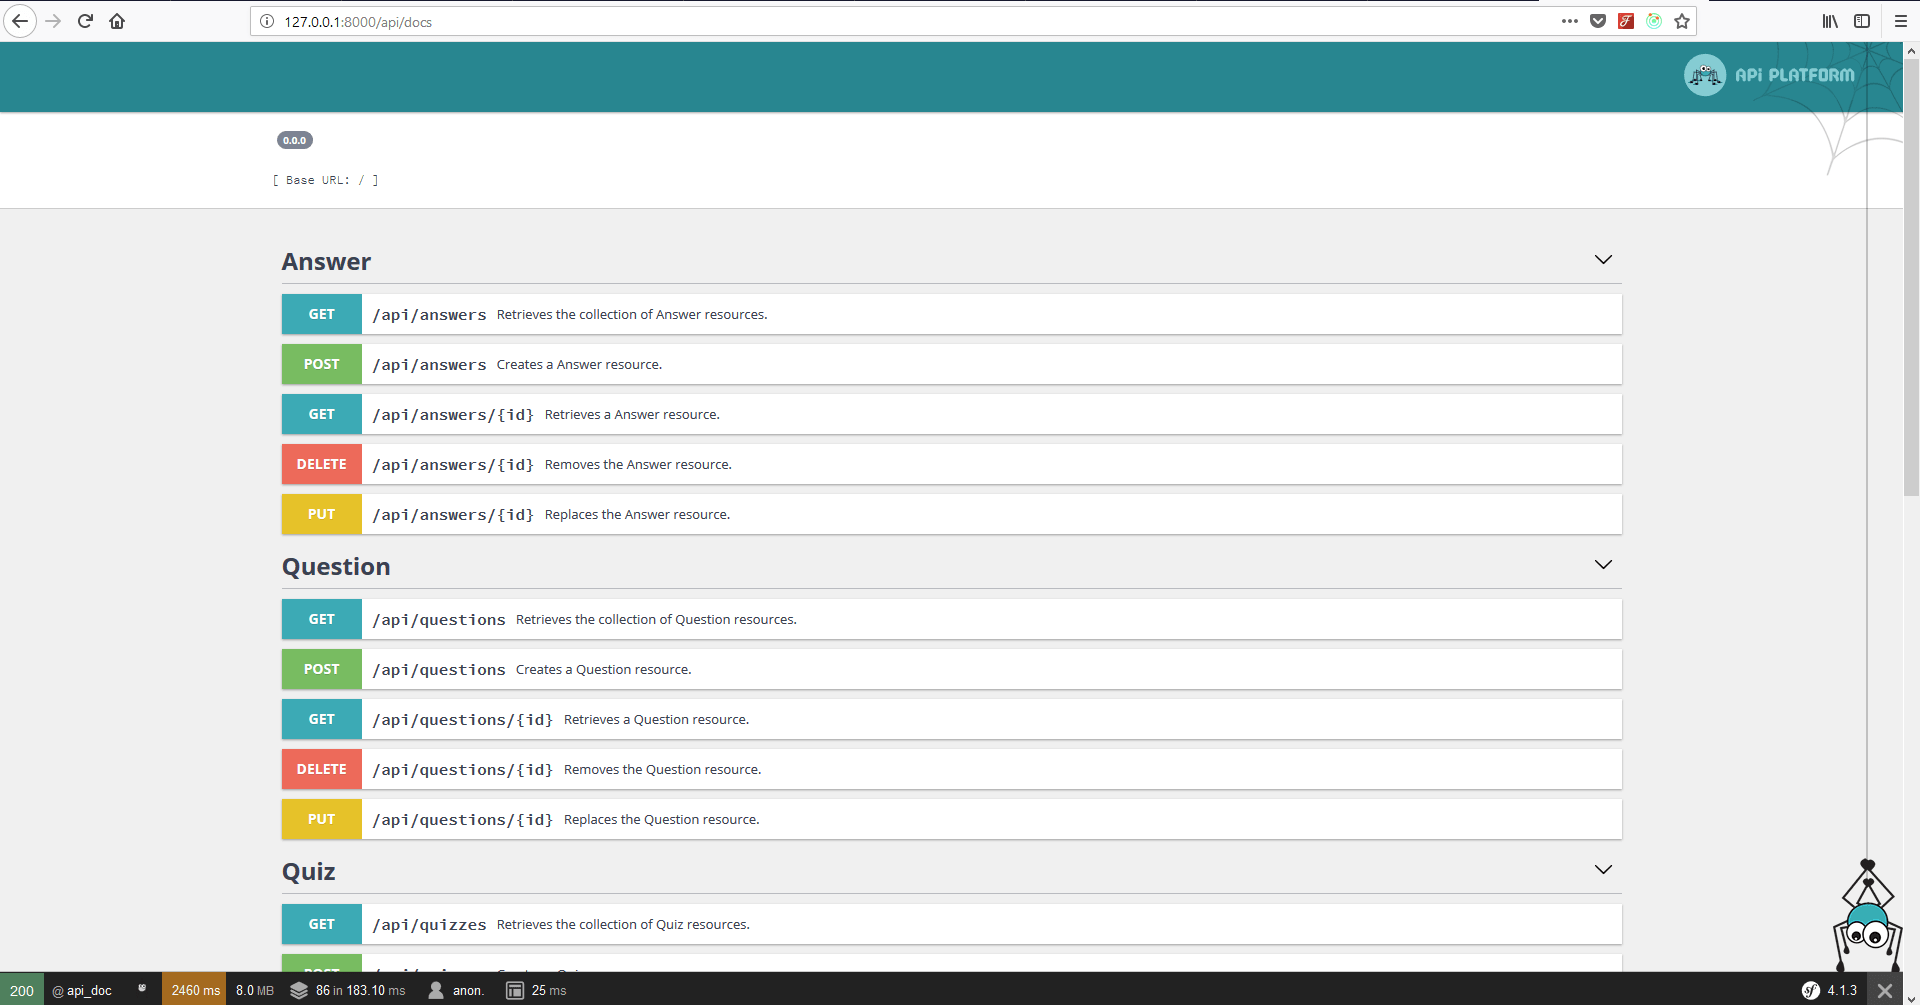 127.0.0.1:8000/api/docs
API PLATFORM
0.0.0
[ Base URL: / ]
Answer
GET /api/answers Retrieves the collection of Answer resources.
POST /api/answers Creates a Answer resource.
GET /api/answers/{id} Retrieves a Answer resource.
DELETE /api/answers/{id} Removes the Answer resource.
PUT /api/answers/{id} Replaces the Answer resource.
Question
GET /api/questions Retrieves the collection of Question resources.
POST /api/questions Creates a Question resource.
GET /api/questions/{id} Retrieves a Question resource.
DELETE /api/questions/{id} Removes the Question resource.
PUT /api/questions/{id} Replaces the Question resource.
Quiz
GET /api/quizzes Retrieves the collection of Quiz resources.
POST
200 @ api_doc 2460 ms 8.0 MB 86 in 183.10 ms anon. 25 ms sf 4.1.3